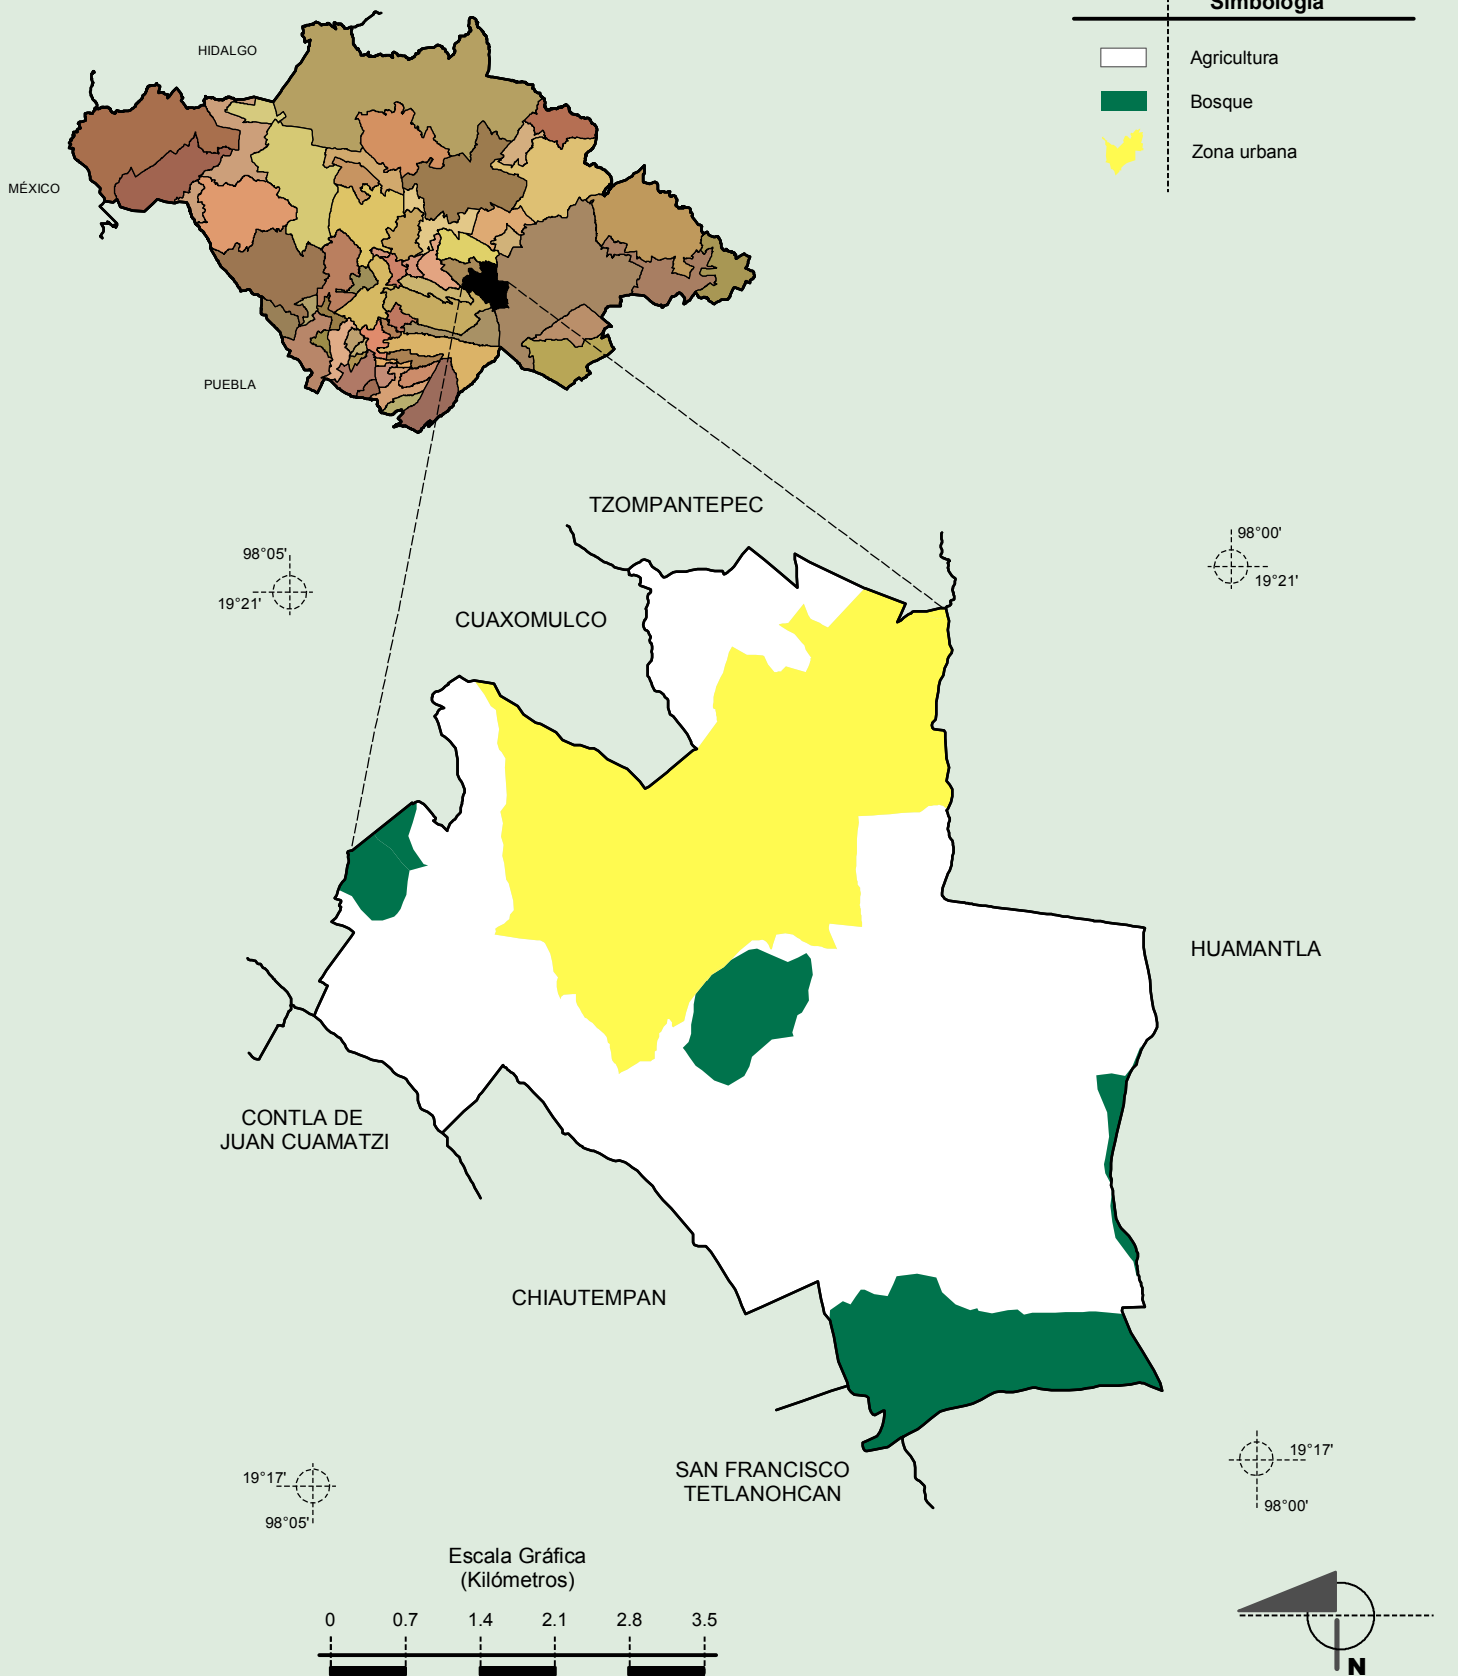 Simbología
HIDALGO
Agricultura
Bosque
Zona urbana
MÉXICO
PUEBLA
TZOMPANTEPEC
98°05'
19°21'
98°00'
19°21'
CUAXOMULCO
HUAMANTLA
CONTLA DE
JUAN CUAMATZI
CHIAUTEMPAN
SAN FRANCISCO
TETLANOHCAN
19°17'
98°05'
19°17'
98°00'
Escala Gráfica
(Kilómetros)
0 0.7 1.4 2.1 2.8 3.5
N